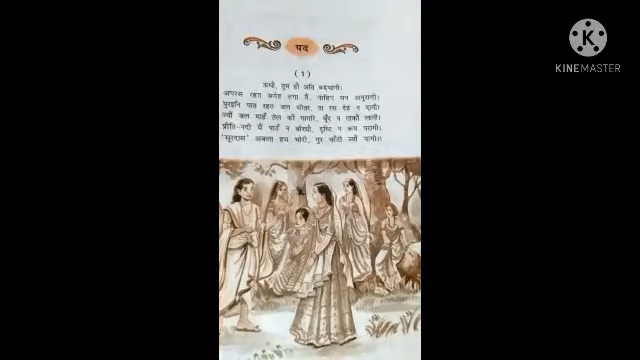 पद
(1)
ऊधौ, तुम हौ अति बड़भागी।
अपरस रहत सनेह तगा तैं, नाहिन मन अनुरागी।
पुरइनि पात रहत जल भीतर, ता रस देह न दागी।
ज्यौं जल माहँ तेल की गागरि, बूँद न ताकौं लागी।
प्रीति-नदी मैं पाउँ न बोरयौ, दृष्टि न रूप परागी।
'सूरदास' अबला हम भोरी, गुर चाँटी ज्यौं पागी।।
KINEMASTER